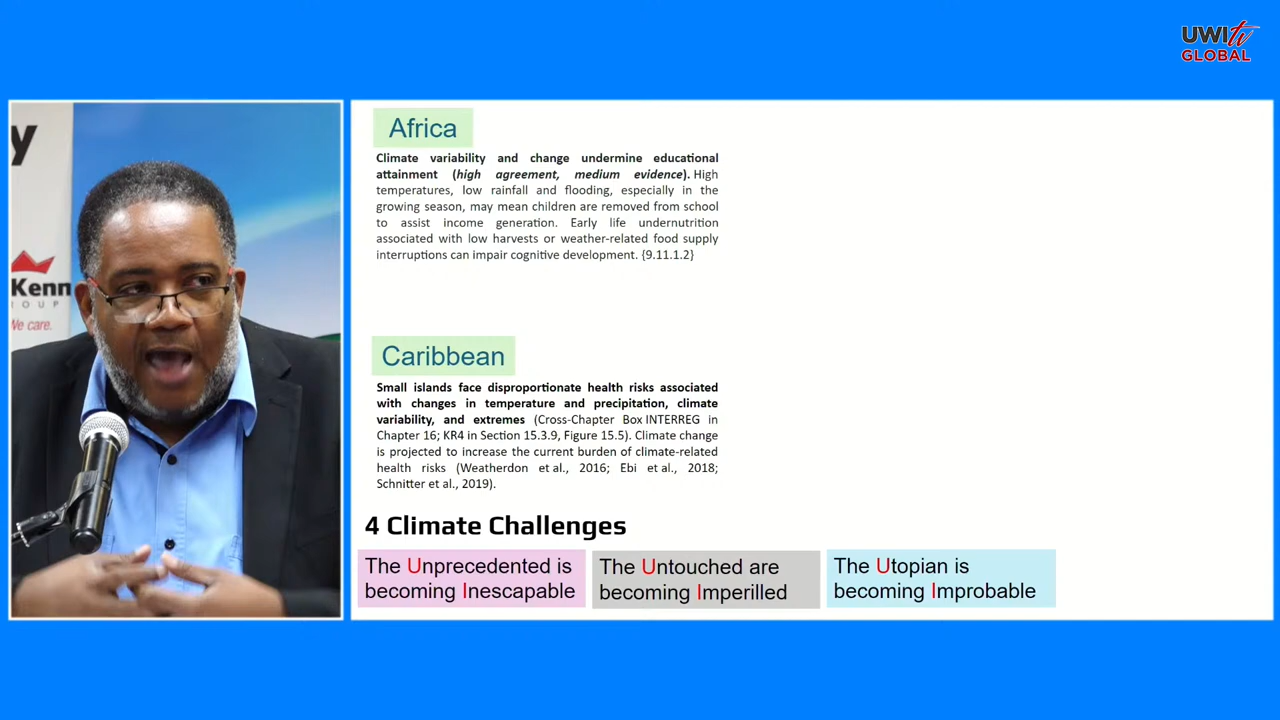 UWItv
GLOBAL
y
Kenn
OUP
We care.
Africa
Climate variability and change undermine educational
attainment (high agreement, medium evidence). High
temperatures, low rainfall and flooding, especially in the
growing season, may mean children are removed from school
to assist income generation. Early life undernutrition
associated with low harvests or weather-related food supply
interruptions can impair cognitive development. {9.11.1.2}
Caribbean
Small islands face disproportionate health risks associated
with changes in temperature and precipitation, climate
variability, and extremes (Cross-Chapter Box INTERREG in
Chapter 16; KR4 in Section 15.3.9, Figure 15.5). Climate change
is projected to increase the current burden of climate-related
health risks (Weatherdon et al., 2016; Ebi et al., 2018;
Schnitter et al., 2019).
4 Climate Challenges
The Unprecedented is
becoming Inescapable
The Untouched are
becoming Imperilled
The Utopian is
becoming Improbable